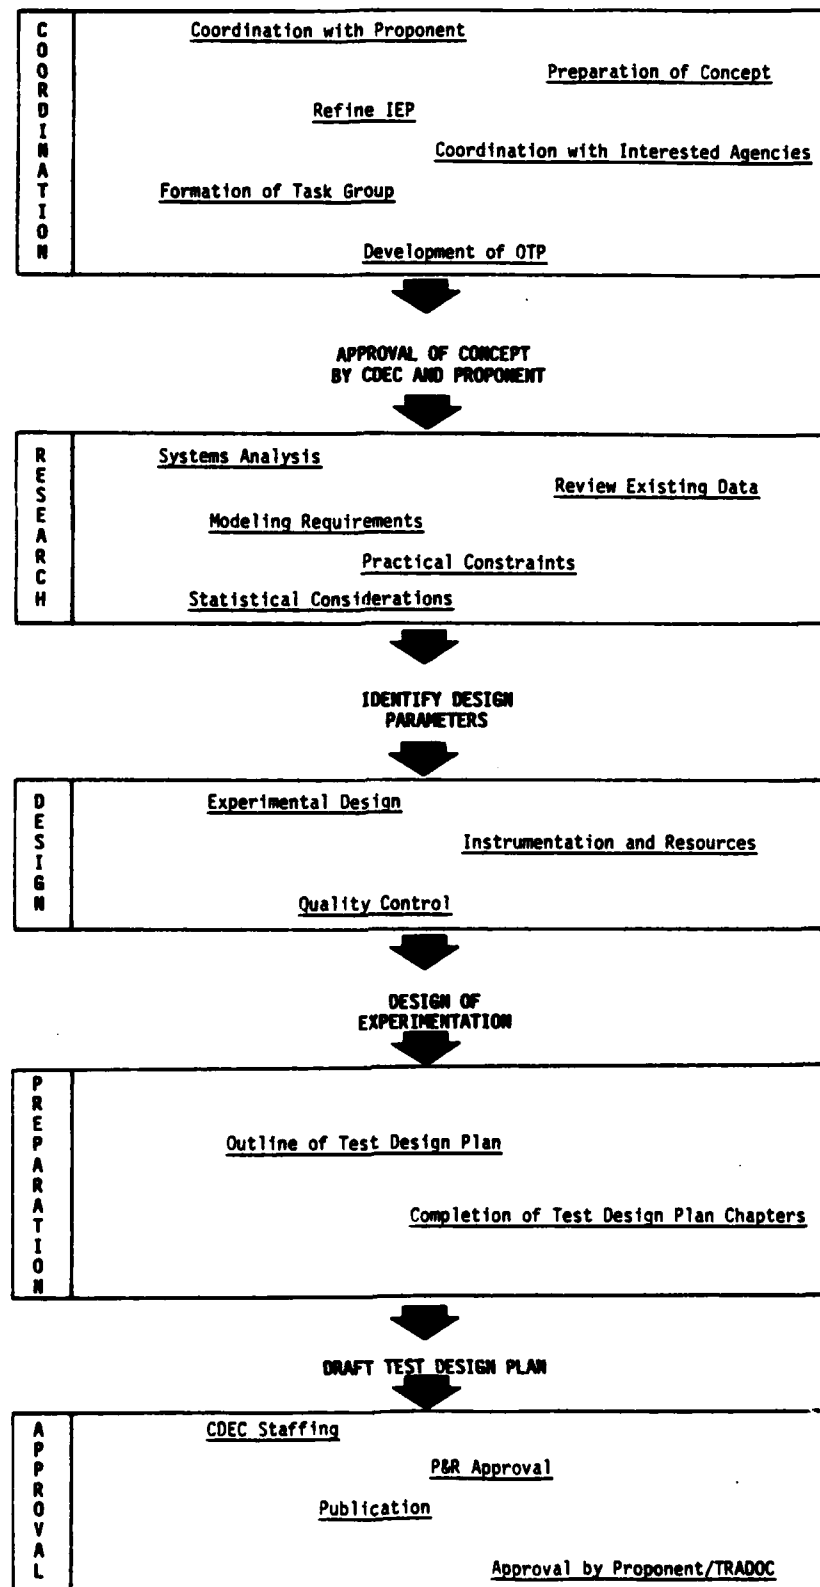 COORDINATION
Coordination with Proponent
Preparation of Concept
Refine IEP
Coordination with Interested Agencies
Formation of Task Group
Development of OTP
APPROVAL OF CONCEPT
BY CDEC AND PROPONENT
RESEARCH
Systems Analysis
Review Existing Data
Modeling Requirements
Practical Constraints
Statistical Considerations
IDENTIFY DESIGN
PARAMETERS
DESIGN
Experimental Design
Instrumentation and Resources
Quality Control
DESIGN OF
EXPERIMENTATION
PREPARATION
Outline of Test Design Plan
Completion of Test Design Plan Chapters
DRAFT TEST DESIGN PLAN
APPROVAL
CDEC Staffing
P&R Approval
Publication
Approval by Proponent/TRADOC